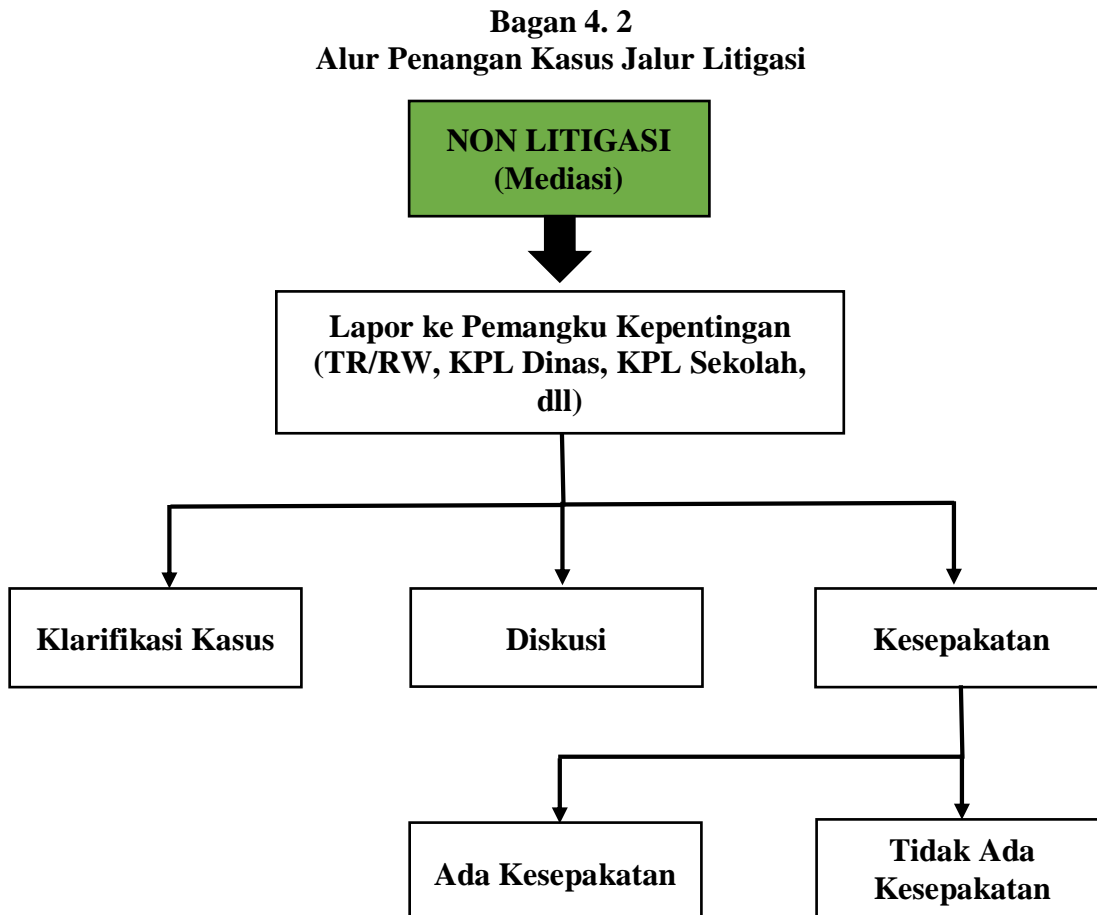 Bagan 4. 2
Alur Penangan Kasus Jalur Litigasi
NON LITIGASI
(Mediasi)
Lapor ke Pemangku Kepentingan
(TR/RW, KPL Dinas, KPL Sekolah,
dll)
Klarifikasi Kasus
Diskusi
Kesepakatan
Ada Kesepakatan
Tidak Ada
Kesepakatan